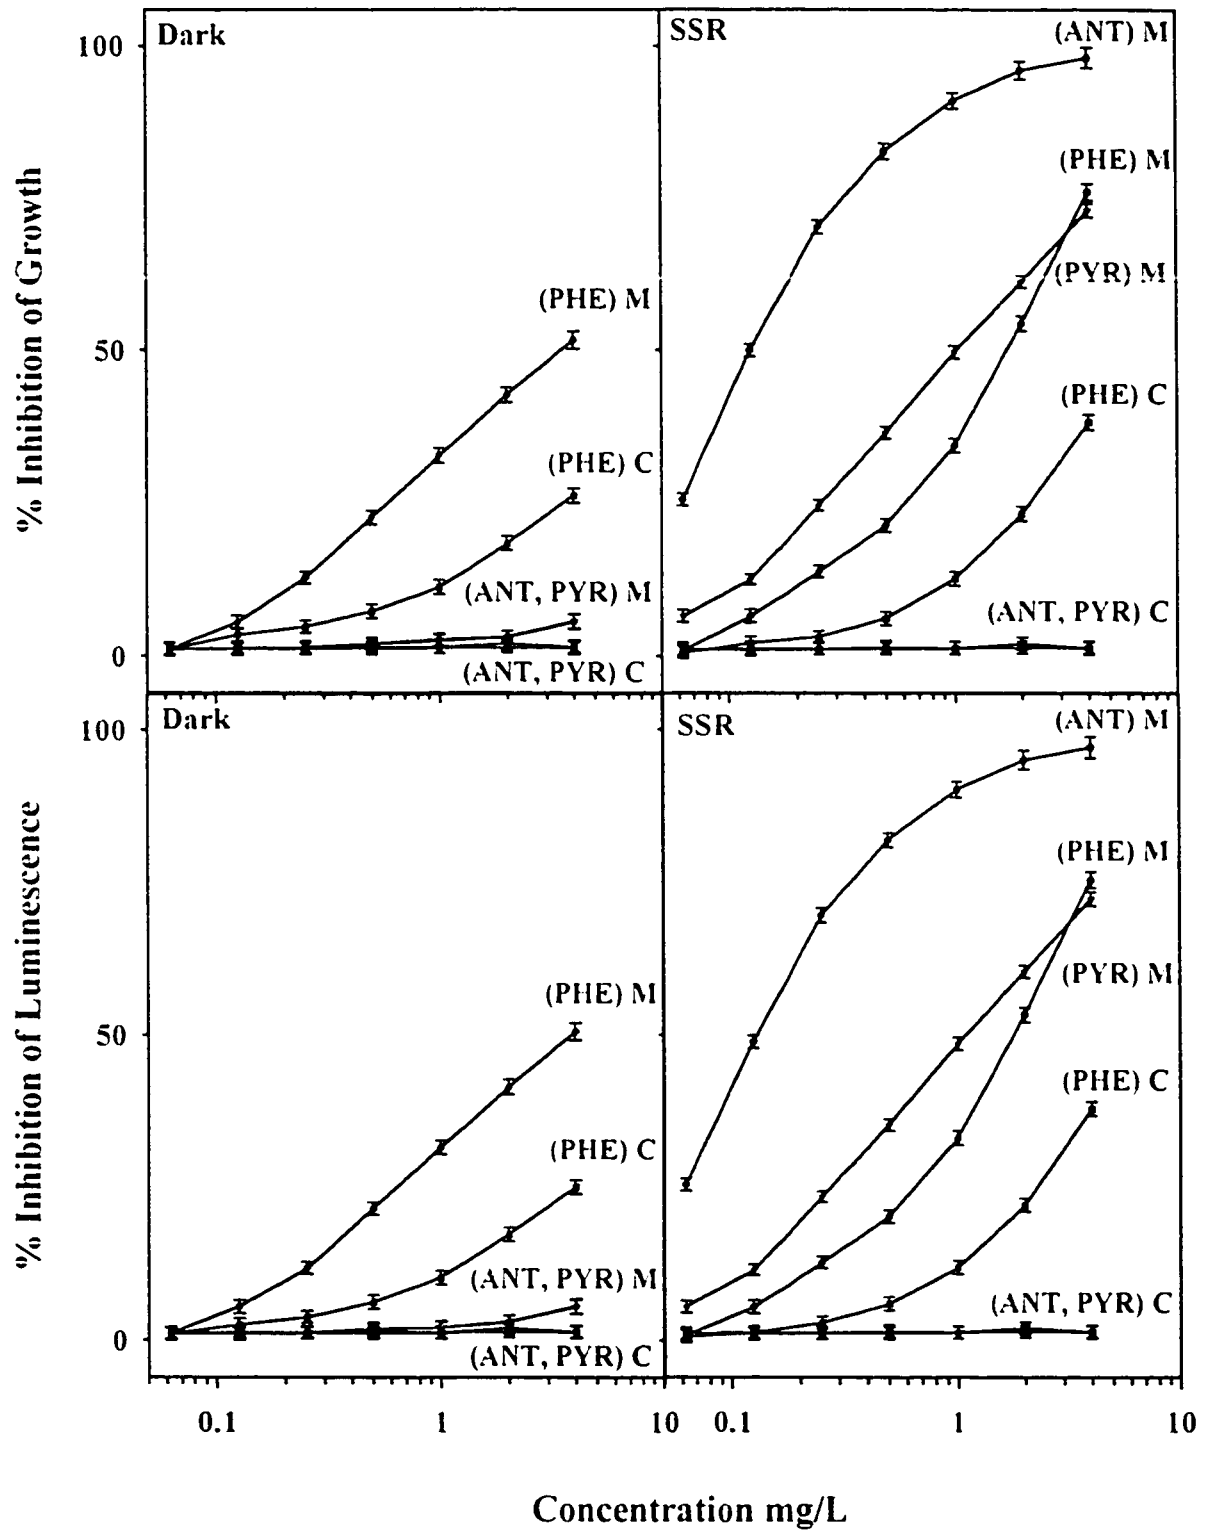 Dark
SSR
(ANT) M
100
(PHE) M
(PYR) M
(PHE) M
50
(PHE) C
(PHE) C
(ANT, PYR) M
(ANT, PYR) C
0
(ANT, PYR) C
% Inhibition of Growth
Dark
SSR
(ANT) M
100
(PHE) M
(PYR) M
(PHE) M
50
(PHE) C
(PHE) C
(ANT, PYR) M
(ANT, PYR) C
0
(ANT, PYR) C
% Inhibition of Luminescence
0.1 1 10 0.1 1 10
Concentration mg/L